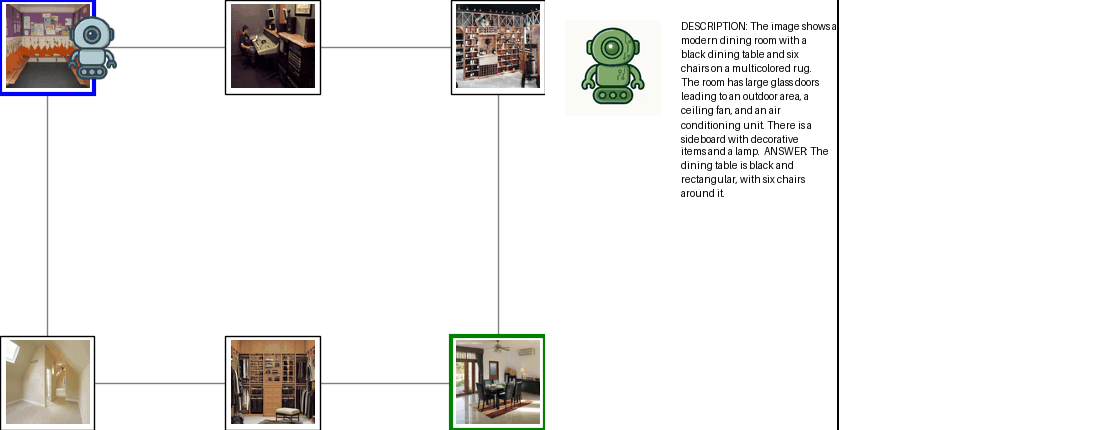 DESCRIPTION: The image shows a
modern dining room with a
black dining table and six
chairs on a multicolored rug.
The room has large glass doors
leading to an outdoor area, a
ceiling fan, and an air
conditioning unit. There is a
sideboard with decorative
items and a lamp. ANSWER: The
dining table is black and
rectangular, with six chairs
around it.